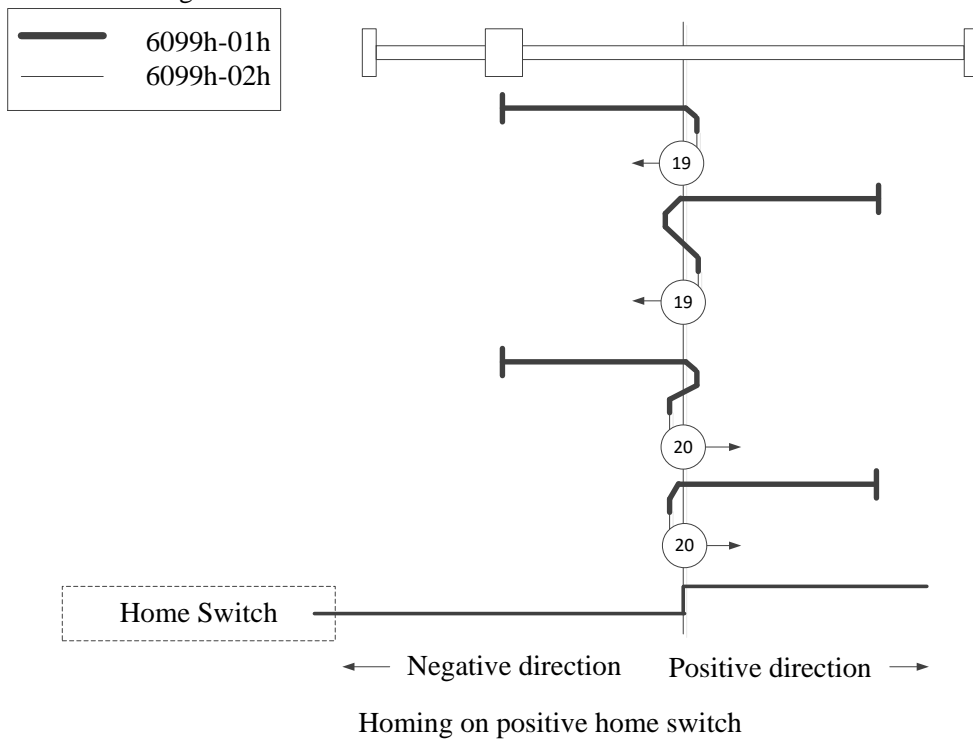 6099h-01h
6099h-02h
19
19
20
20
Home Switch
Negative direction
Positive direction
Homing on positive home switch